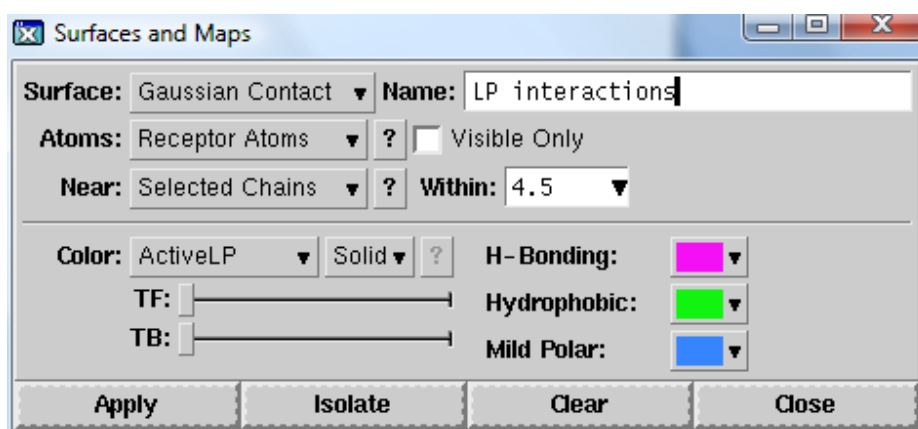 Surfaces and Maps
Surface: Gaussian Contact Name: LP interactions
Atoms: Receptor Atoms ? Visible Only
Near: Selected Chains ? Within: 4.5
Color: ActiveLP Solid ? H-Bonding:
TF: Hydrophobic:
TB: Mild Polar:
Apply Isolate Clear Close